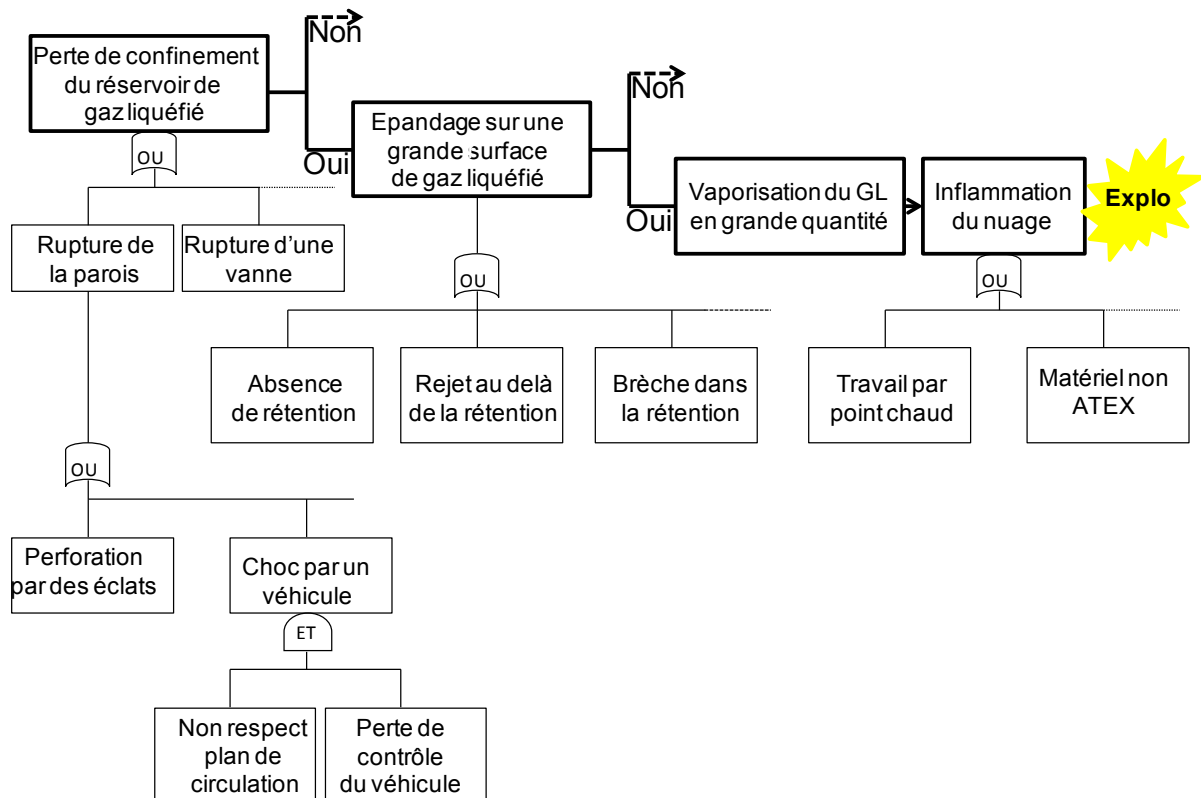 Non
Perte de confinement
du réservoir de
gaz liquéfié
Non
OU
Oui
Epandage sur une
grande surface
de gaz liquéfié
Oui
Vaporisation du GL
en grande quantité
Inflammation
du nuage
Explo
Rupture de
la parois
Rupture d'une
vanne
OU
OU
Absence
de rétention
Rejet au delà
de la rétention
Brèche dans
la rétention
Travail par
point chaud
Matériel non
ATEX
OU
Perforation
par des éclats
Choc par un
véhicule
ET
Non respect
plan de
circulation
Perte de
contrôle
du véhicule